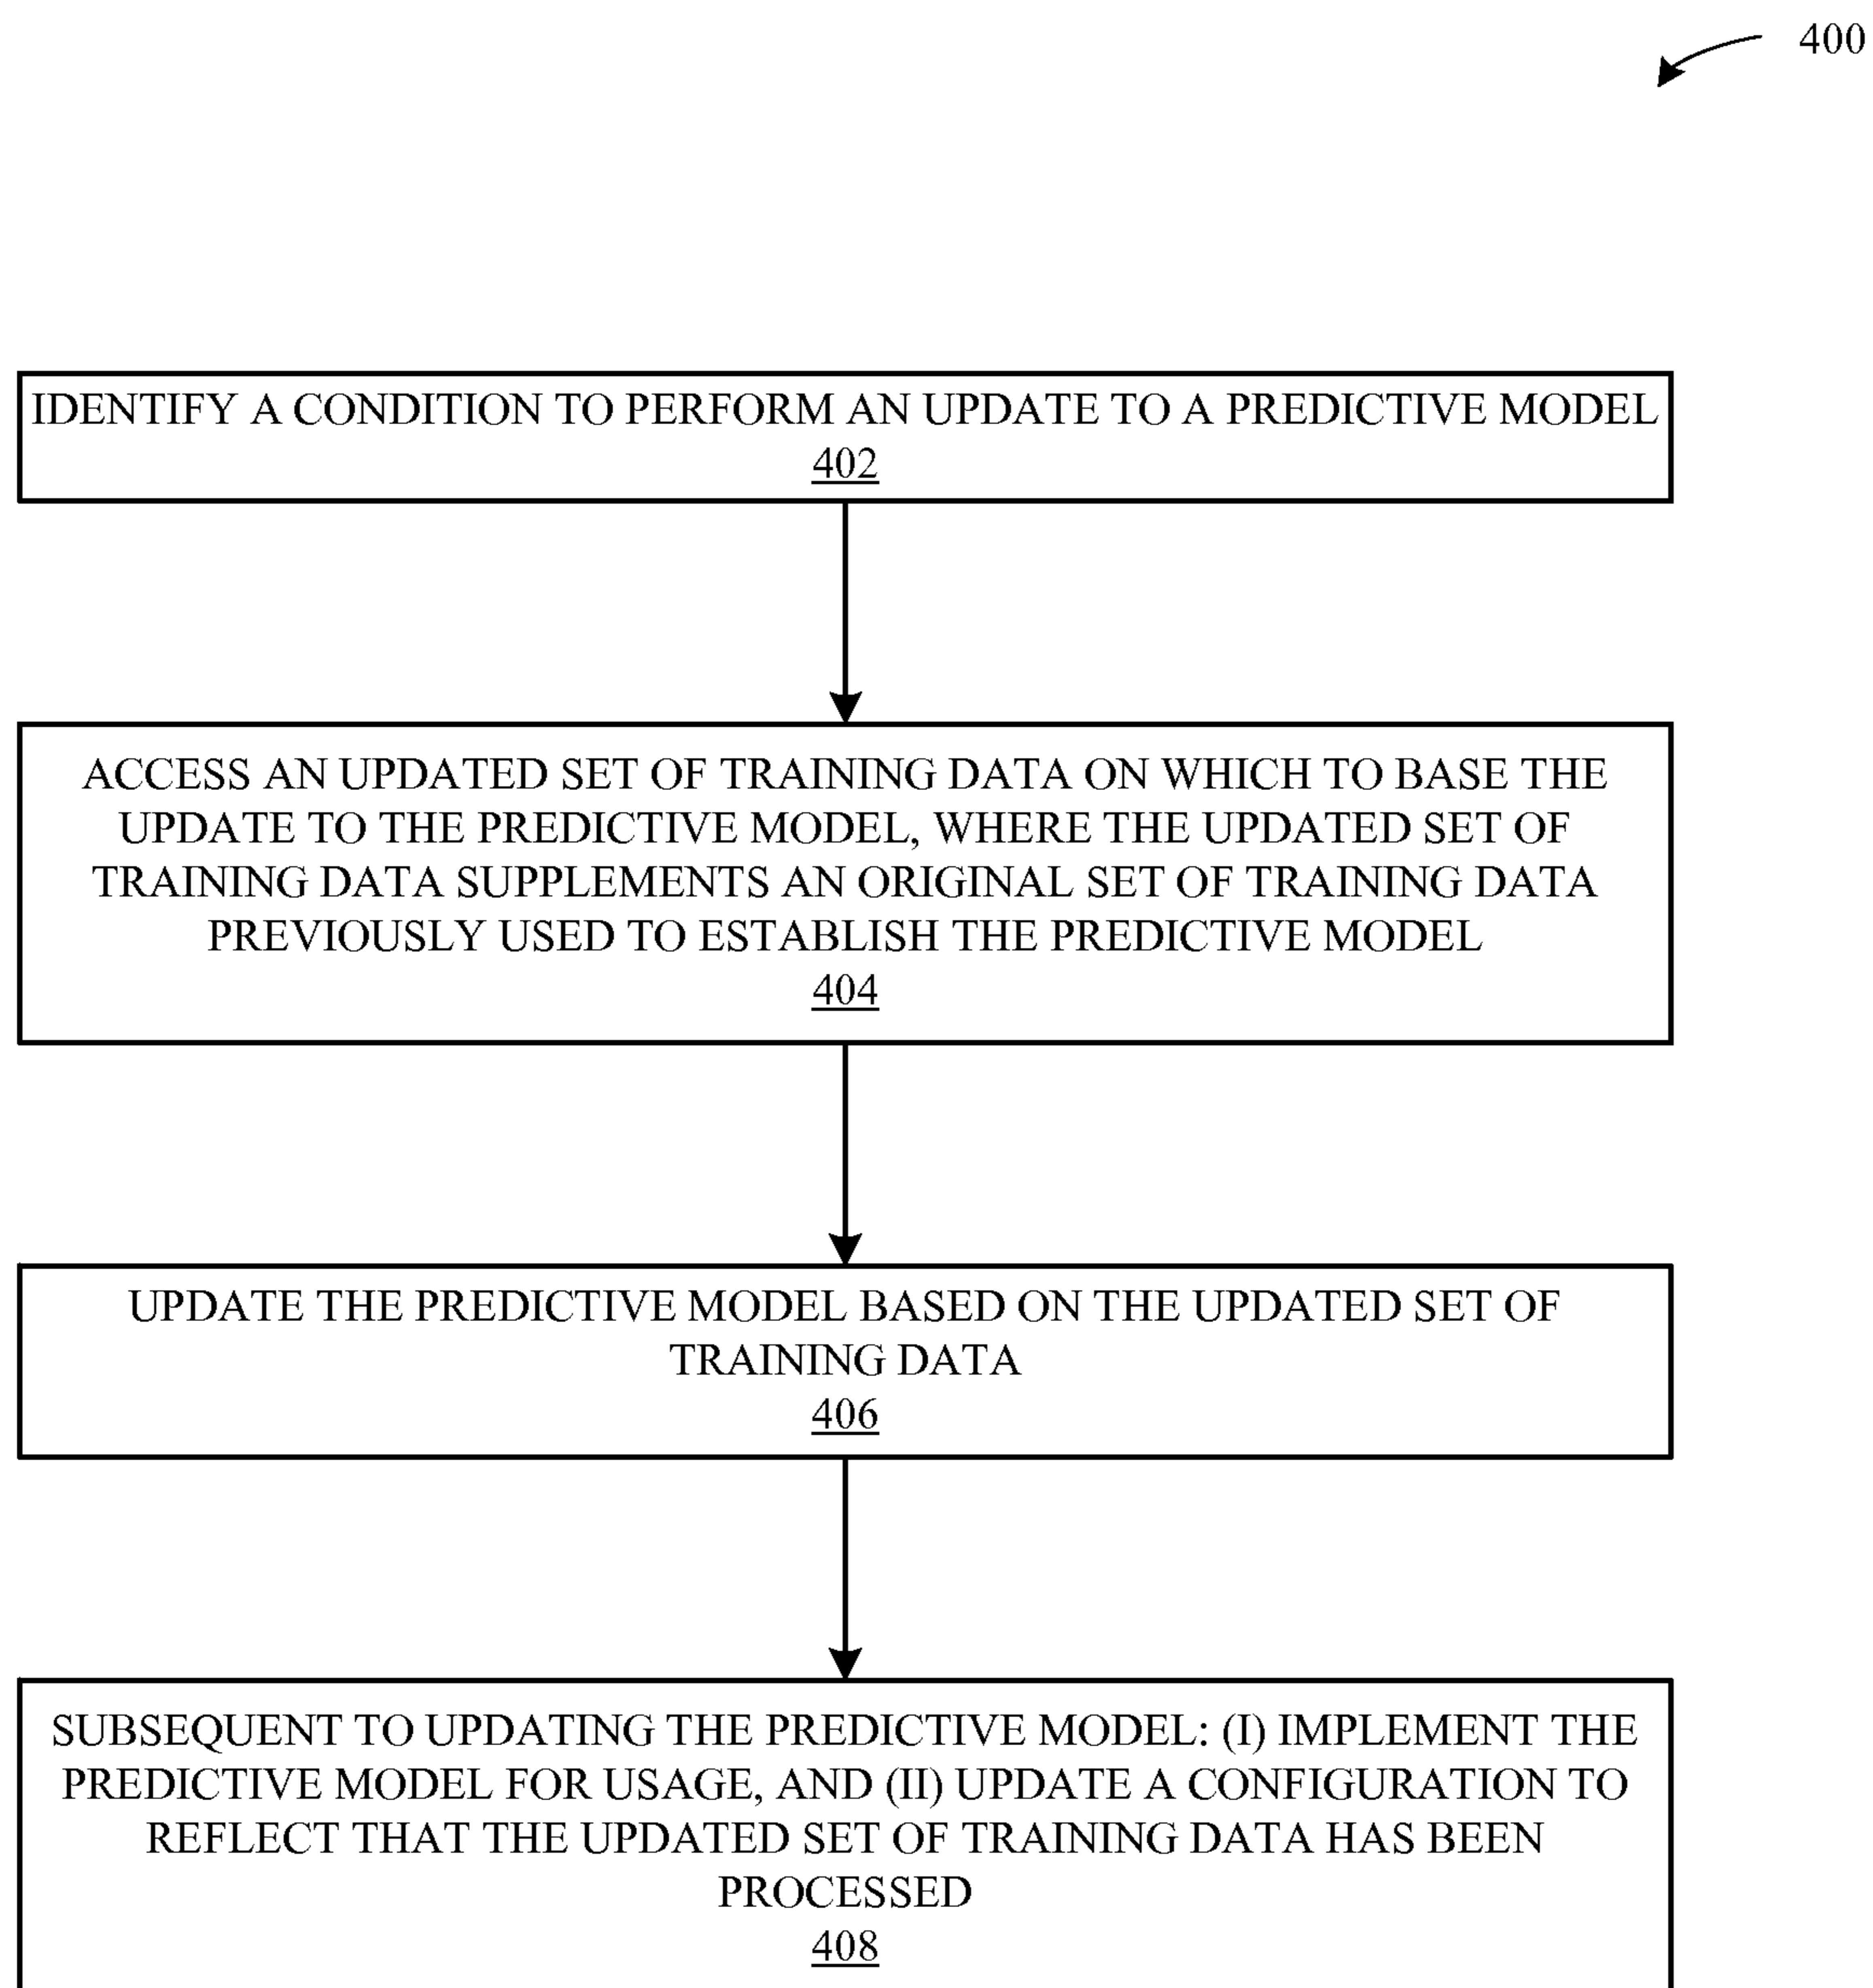 400
IDENTIFY A CONDITION TO PERFORM AN UPDATE TO A PREDICTIVE MODEL
402
ACCESS AN UPDATED SET OF TRAINING DATA ON WHICH TO BASE THE
UPDATE TO THE PREDICTIVE MODEL, WHERE THE UPDATED SET OF
TRAINING DATA SUPPLEMENTS AN ORIGINAL SET OF TRAINING DATA
PREVIOUSLY USED TO ESTABLISH THE PREDICTIVE MODEL
404
UPDATE THE PREDICTIVE MODEL BASED ON THE UPDATED SET OF
TRAINING DATA
406
SUBSEQUENT TO UPDATING THE PREDICTIVE MODEL: (I) IMPLEMENT THE
PREDICTIVE MODEL FOR USAGE, AND (II) UPDATE A CONFIGURATION TO
REFLECT THAT THE UPDATED SET OF TRAINING DATA HAS BEEN
PROCESSED
408